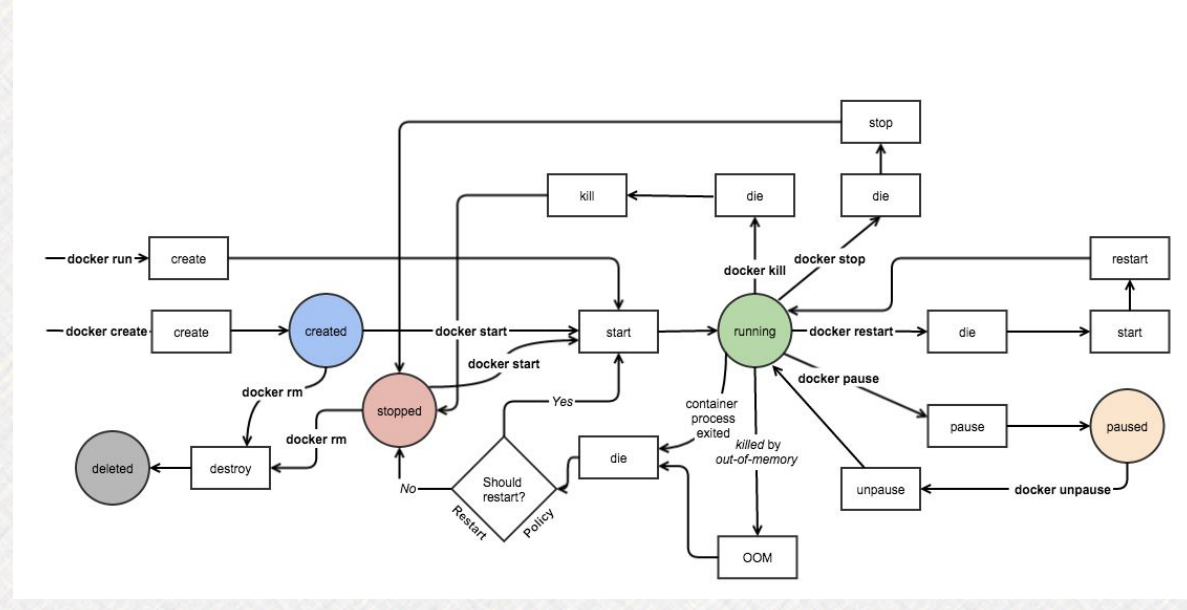 stop
kill
die
die
docker run
create
docker kill
docker stop
restart
docker create
create
created
docker start
start
running
docker restart
die
start
docker start
docker rm
docker pause
stopped
Yes
container
process
exited
pause
paused
docker rm
killed by
out-of-memory
deleted
destroy
die
Should
restart?
No
unpause
docker unpause
Restart
Policy
OOM